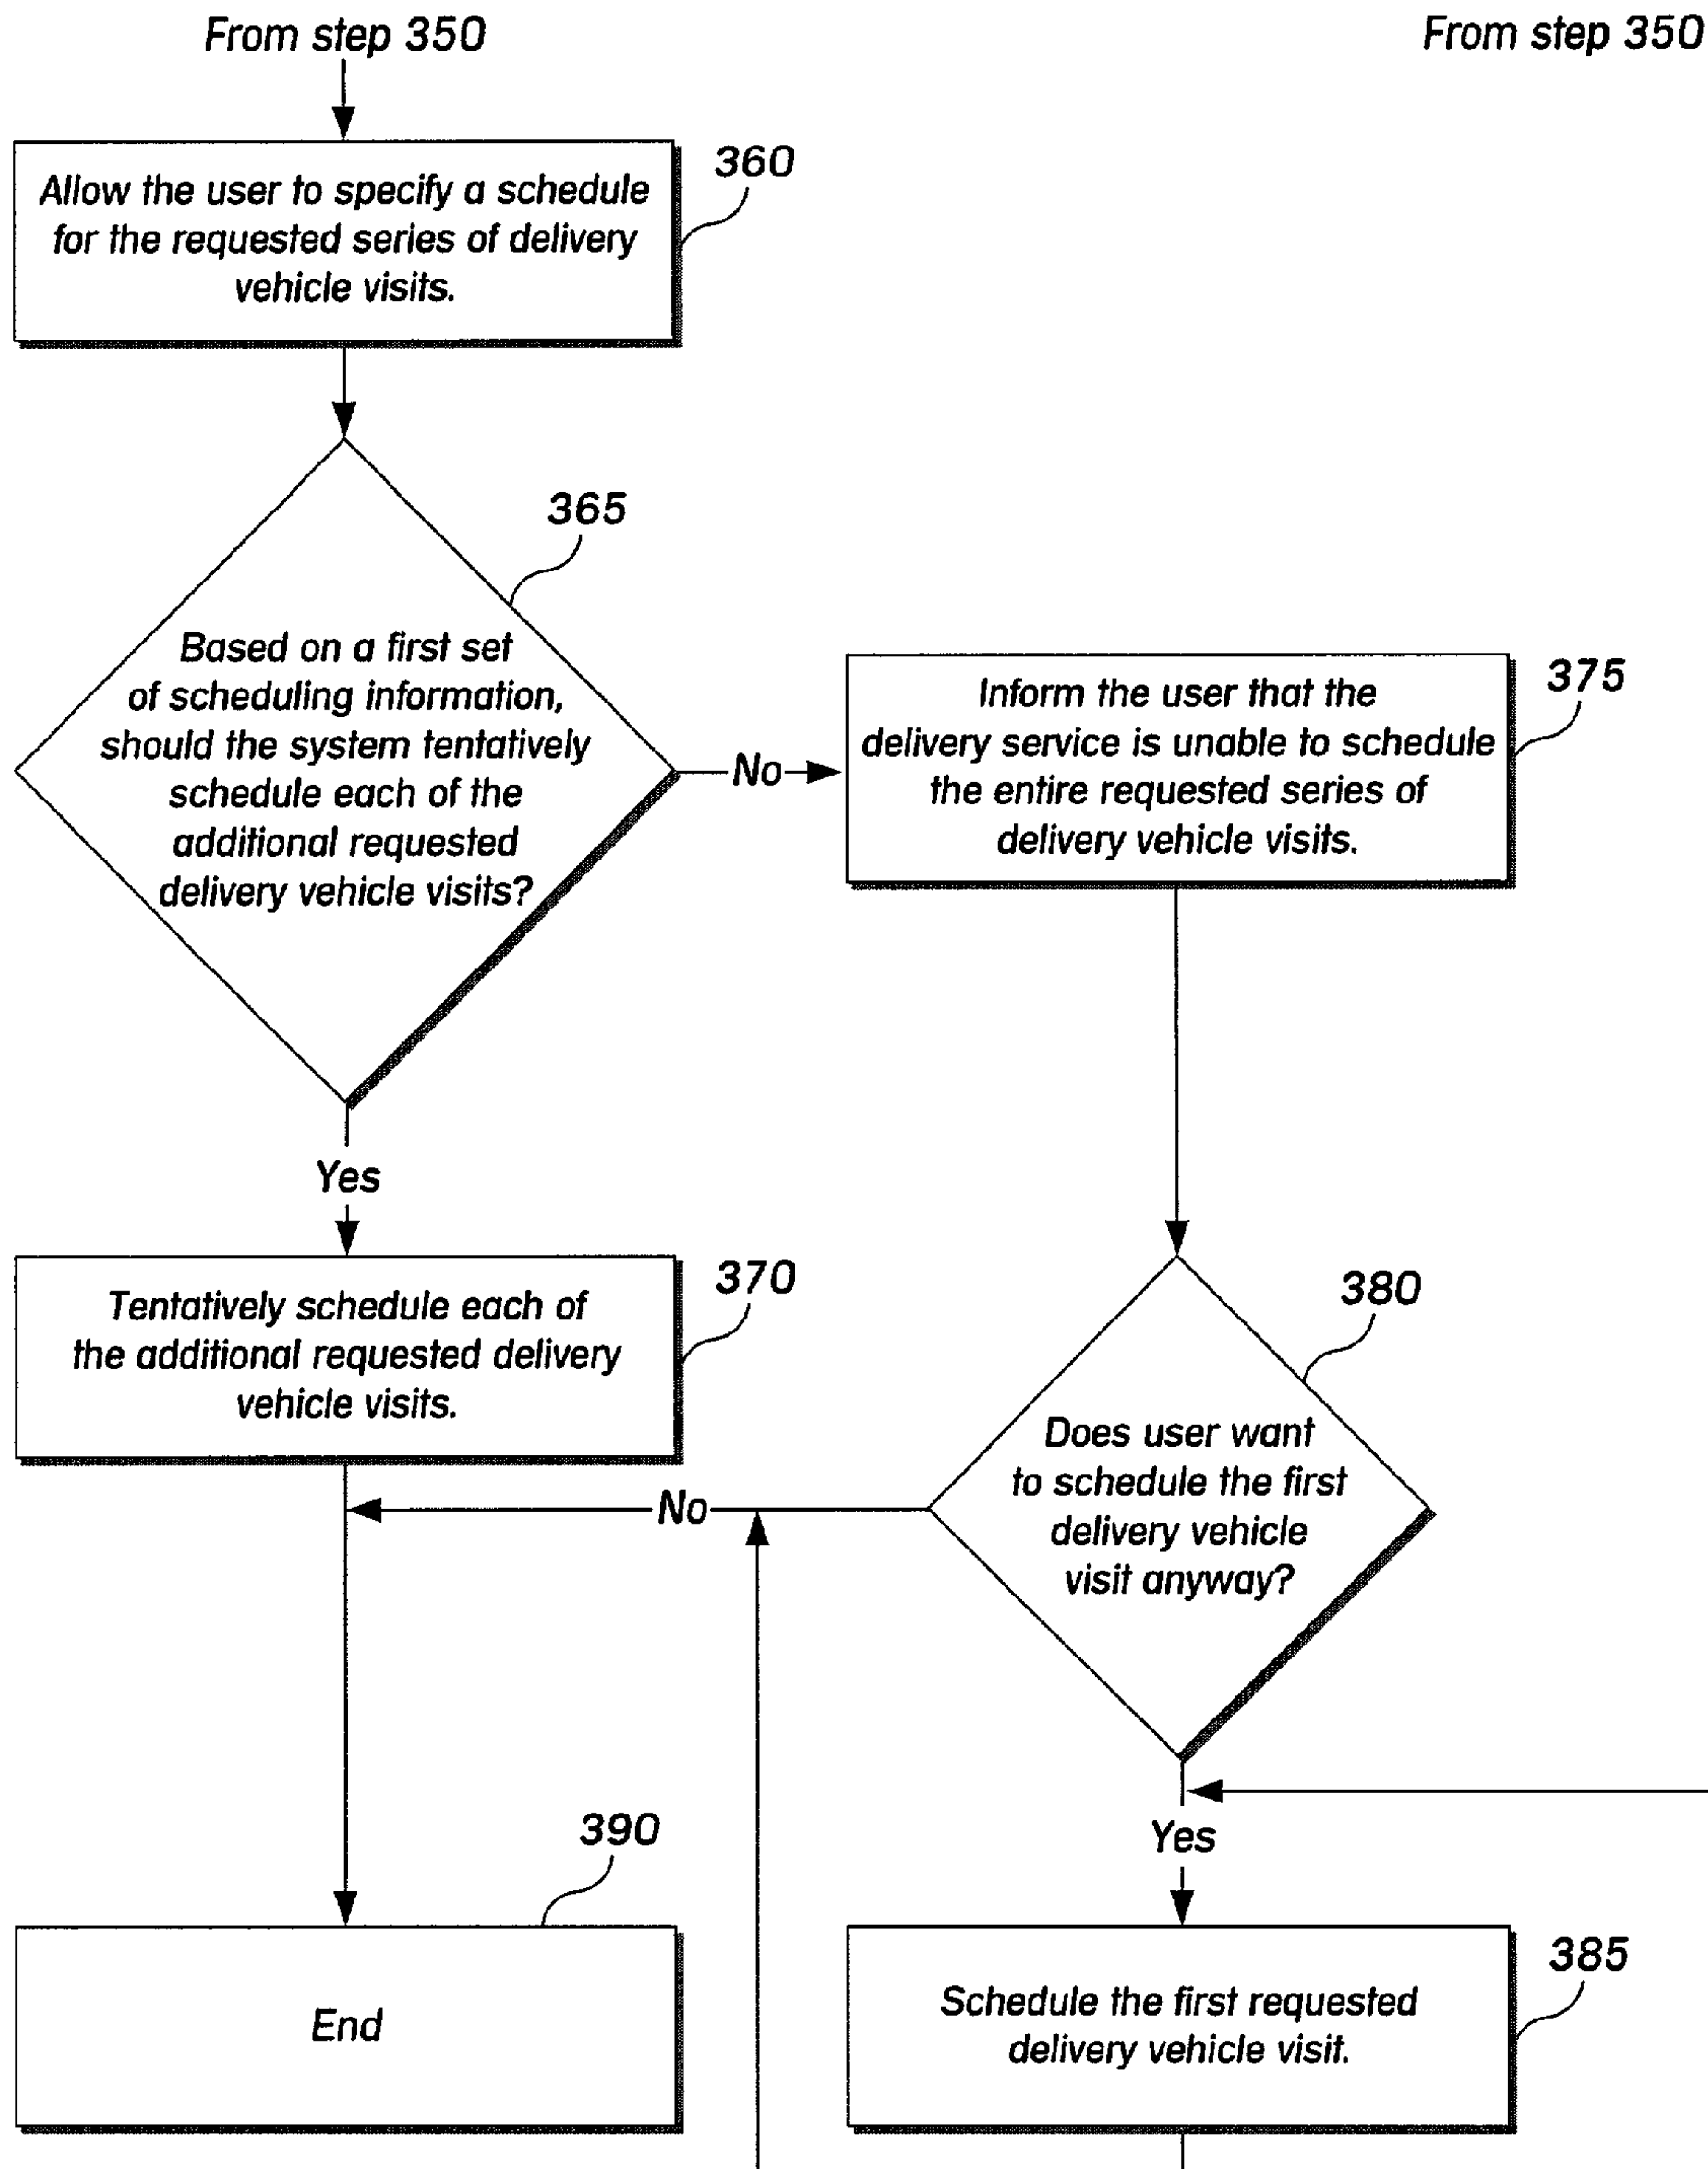 From step 350
From step 350
360
Allow the user to specify a schedule
for the requested series of delivery
vehicle visits.
365
Based on a first set
of scheduling information,
should the system tentatively
schedule each of the
additional requested
delivery vehicle visits?
No
375
Inform the user that the
delivery service is unable to schedule
the entire requested series of
delivery vehicle visits.
Yes
370
Tentatively schedule each of
the additional requested delivery
vehicle visits.
380
Does user want
to schedule the first
delivery vehicle
visit anyway?
No
Yes
390
End
385
Schedule the first requested
delivery vehicle visit.